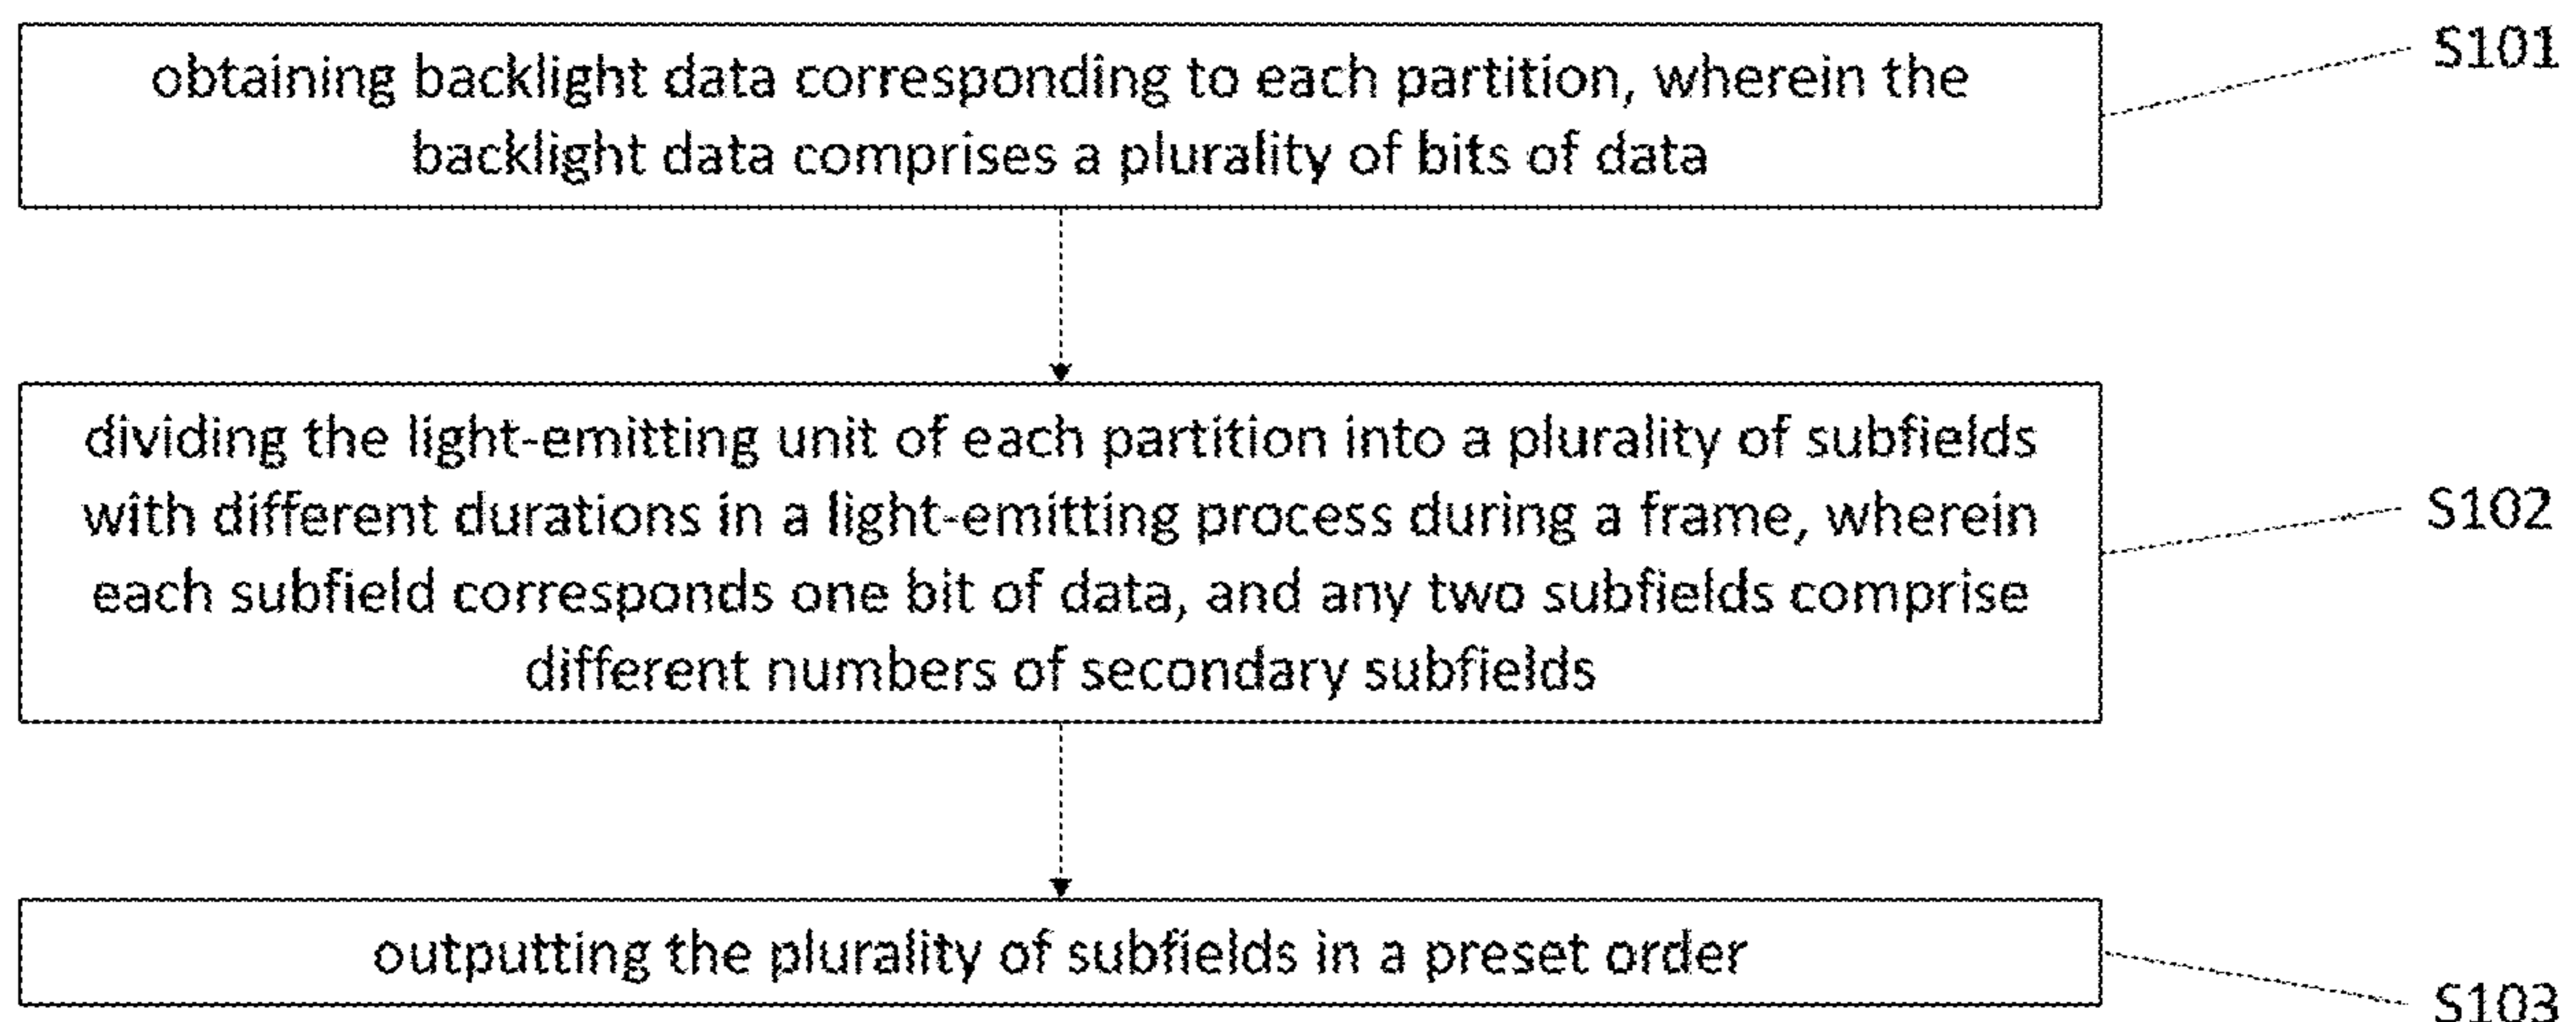 obtaining backlight data corresponding to each partition, wherein the
backlight data comprises a plurality of bits of data
S101
dividing the light-emitting unit of each partition into a plurality of subfields
with different durations in a light-emitting process during a frame, wherein
each subfield corresponds one bit of data, and any two subfields comprise
different numbers of secondary subfields
S102
outputting the plurality of subfields in a preset order
S103